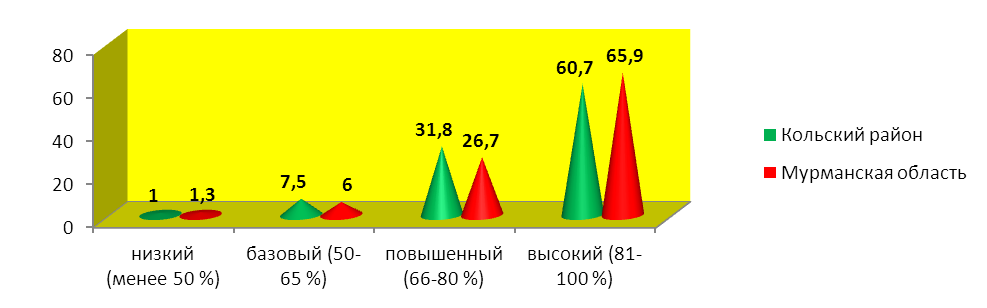 80
60
40
20
0
1
1,3
7,5
6
31,8
26,7
60,7
65,9
низкий
(менее 50 %)
базовый (50-
65 %)
повышенный
(66-80 %)
высокий (81-
100 %)
Кольский район
Мурманская область